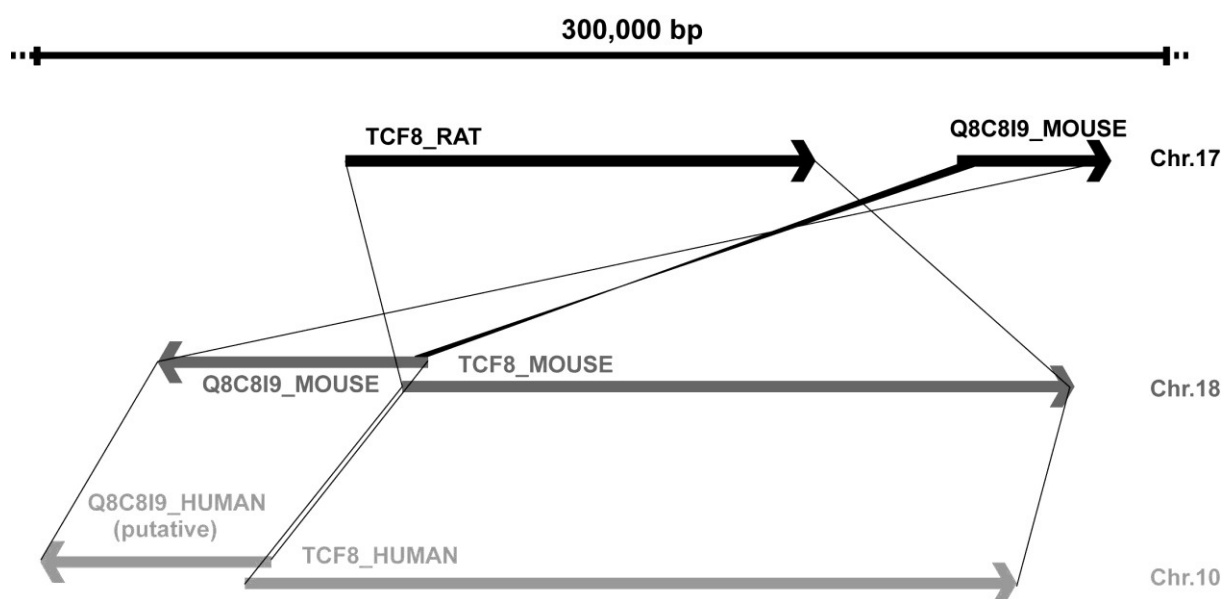 300,000 bp
TCF8_RAT
Q8C8I9_MOUSE
Chr.17
Q8C8I9_MOUSE
TCF8_MOUSE
Chr.18
Q8C8I9_HUMAN
(putative)
TCF8_HUMAN
Chr.10